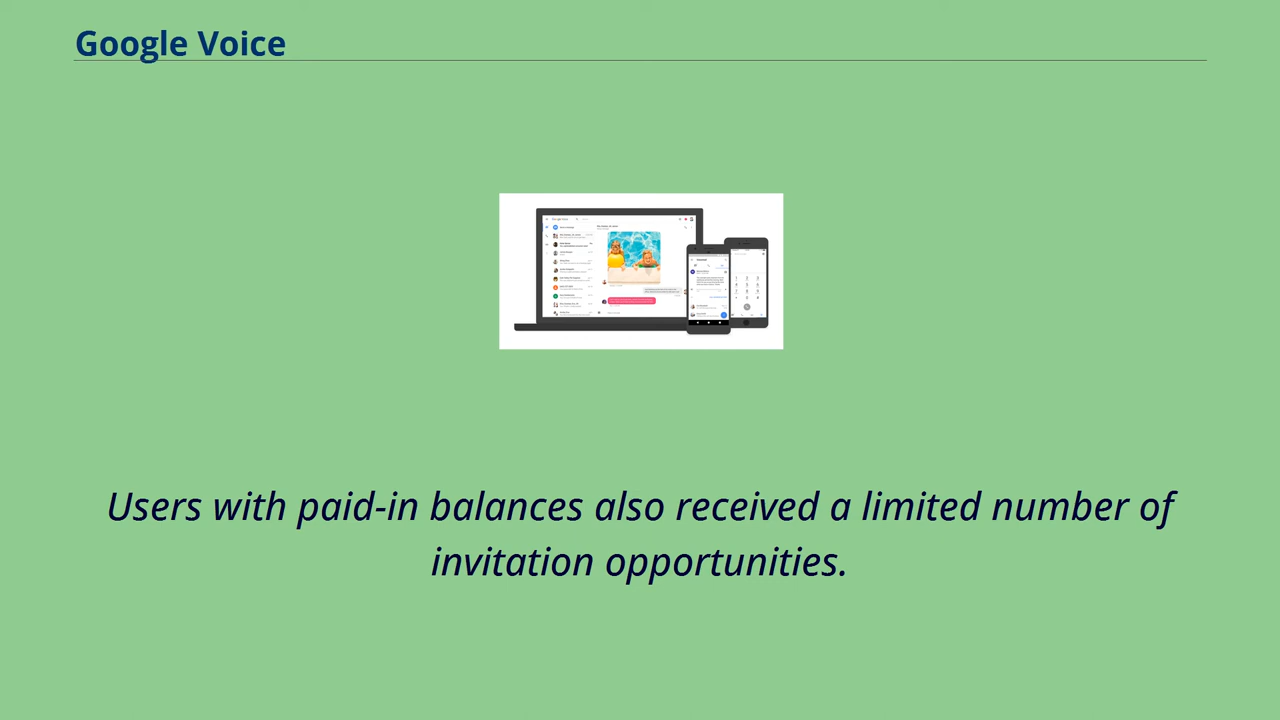 Google Voice
Users with paid-in balances also received a limited number of
invitation opportunities.